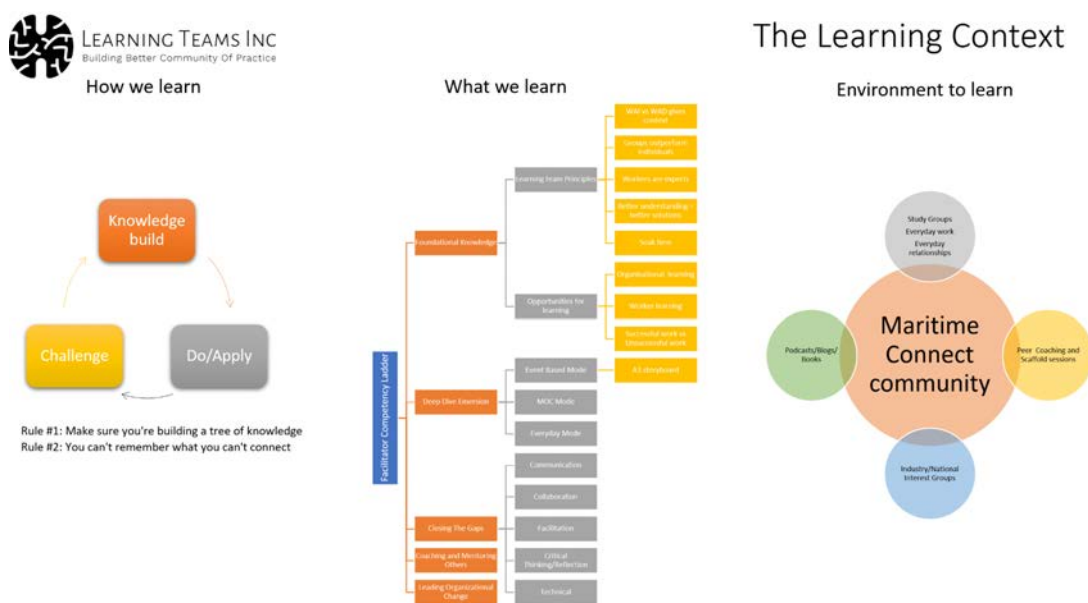 LEARNING TEAMS INC
Building Better Community Of Practice
The Learning Context
How we learn
Knowledge
build
Challenge
Do/Apply
Rule #1: Make sure you're building a tree of knowledge
Rule #2: You can't remember what you can't connect
What we learn
Facilitator Competency Ladder
Foundational Knowledge
Learning Team Principles
context
Groups outperform
individuals
Workers are experts
Better understanding -
better solutions
Soak time
Opportunities for
learning
Organisational learning
Worker learning
Successful work vs
Unsuccessful work
Deep Dive
Event Based Mode
A3 storyboard
MOC Mode
Everyday Mode
Closing The Gaps
Communication
Collaboration
Facilitation
Critical
Thinking/Reflection
Technical
Coaching and Mentoring
Others
Leading Organizational
Change
Environment to learn
Study Groups
Everyday work
Everyday
relationships
Podcasts/Blogs/
Books
Maritime
Connect
community
Peer Coaching and
Scaffold sessions
Industry/National
Interest Groups